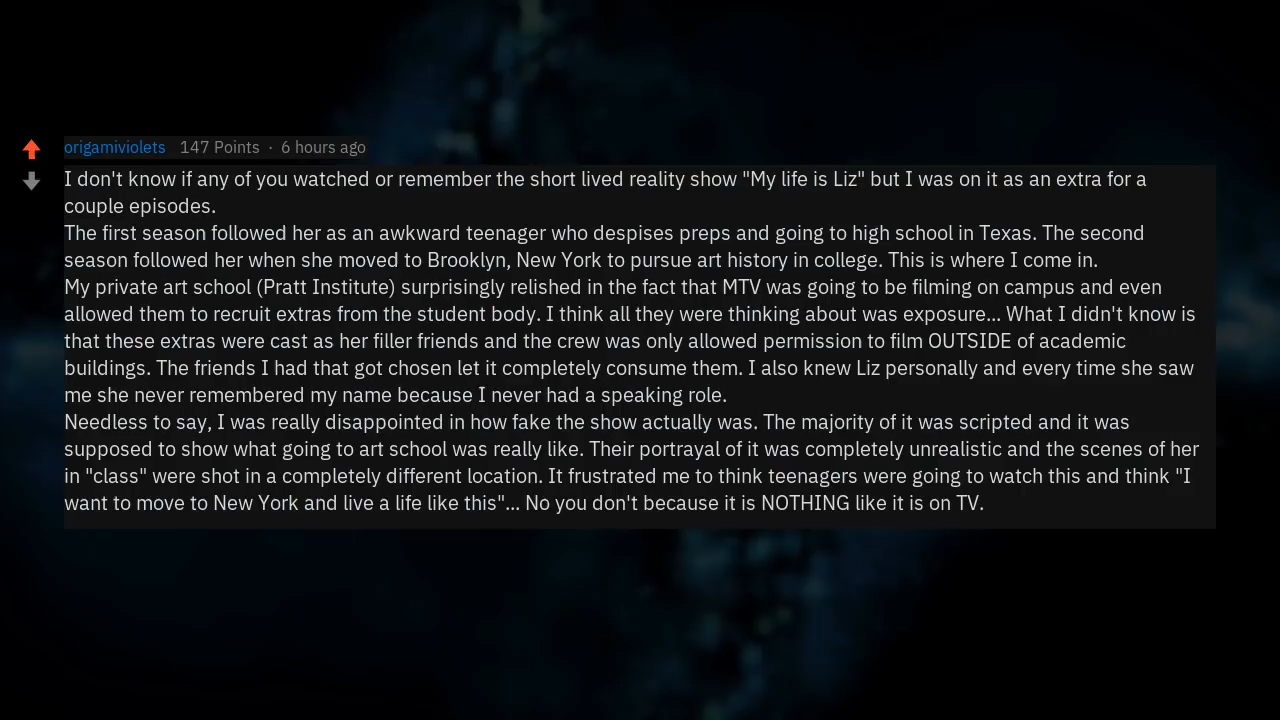 origamiviolets 147 Points · 6 hours ago
I don't know if any of you watched or remember the short lived reality show "My life is Liz" but I was on it as an extra for a
couple episodes.
The first season followed her as an awkward teenager who despises preps and going to high school in Texas. The second
season followed her when she moved to Brooklyn, New York to pursue art history in college. This is where I come in.
My private art school (Pratt Institute) surprisingly relished in the fact that MTV was going to be filming on campus and even
allowed them to recruit extras from the student body. I think all they were thinking about was exposure... What I didn't know is
that these extras were cast as her filler friends and the crew was only allowed permission to film OUTSIDE of academic
buildings. The friends I had that got chosen let it completely consume them. I also knew Liz personally and every time she saw
me she never remembered my name because I never had a speaking role.
Needless to say, I was really disappointed in how fake the show actually was. The majority of it was scripted and it was
supposed to show what going to art school was really like. Their portrayal of it was completely unrealistic and the scenes of her
in "class" were shot in a completely different location. It frustrated me to think teenagers were going to watch this and think "I
want to move to New York and live a life like this"... No you don't because it is NOTHING like it is on TV.